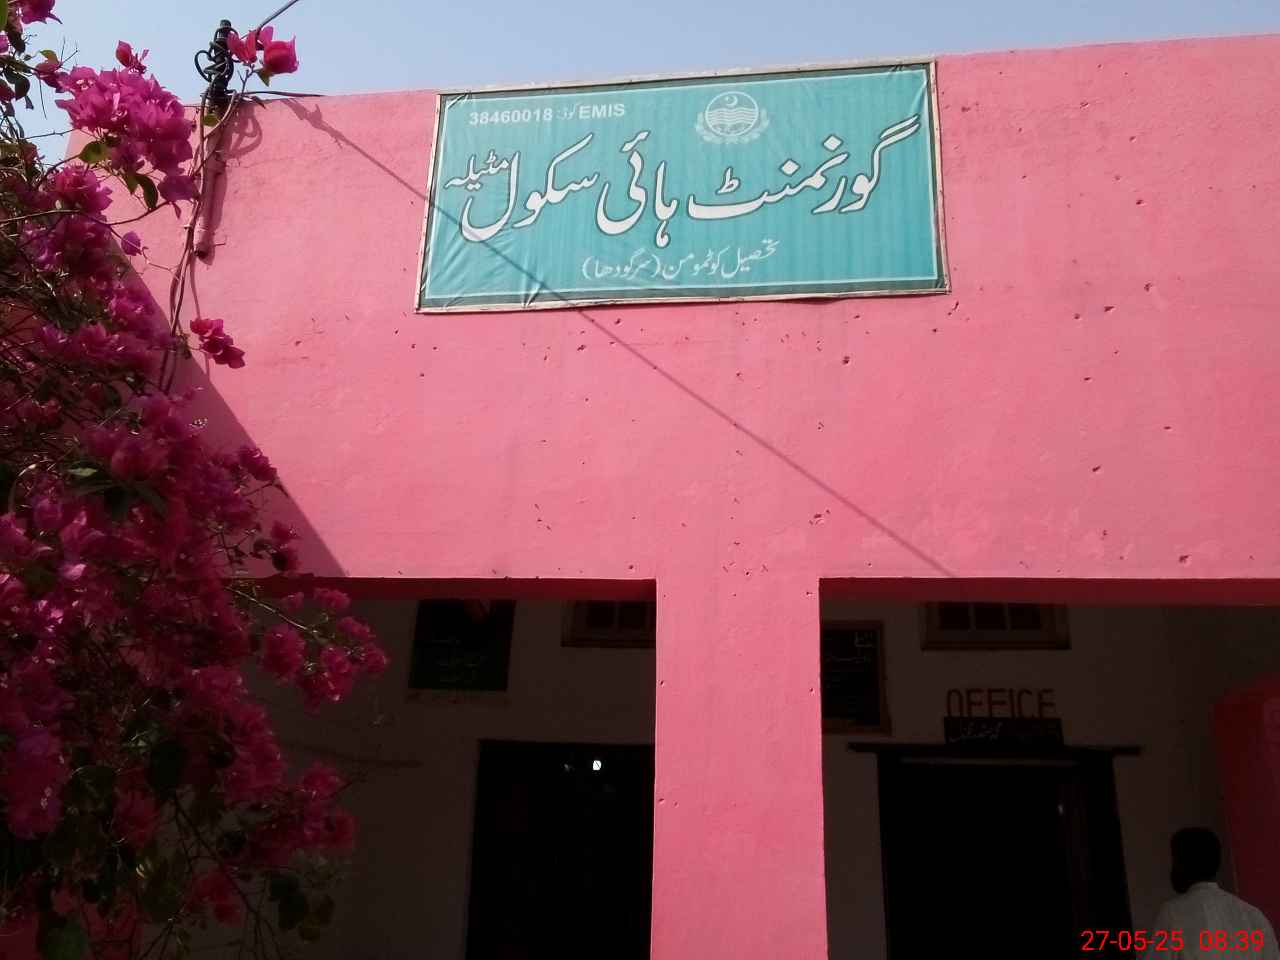 EMIS کوڈ: 38460018
گورنمنٹ ہائی سکول مٹیلہ
تحصیل کوٹمومن (سرگودھا)
OFFICE
27-05-25 08:39